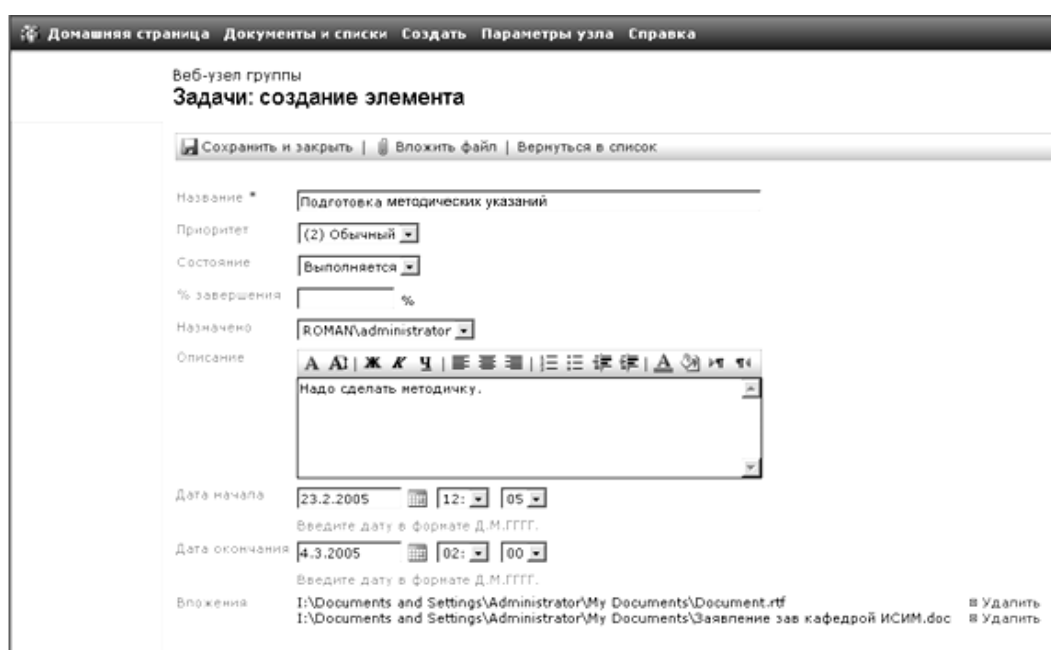 Домашняя страница Документы и списки Создать Параметры узла Справка
Веб-узел группы
Задачи: создание элемента
Сохранить и закрыть | Вложить файл | Вернуться в список
Название * Подготовка методических указаний
Приоритет (2) Обычный
Состояние Выполняется
% завершения %
Назначено ROMAN\administrator
Описание
A A | Ж К Ч | A
Надо сделать методичку.
Дата начала 23.2.2005 12: 05
Введите дату в формате Д.М.ГГГГ.
Дата окончания 4.3.2005 02: 00
Введите дату в формате Д.М.ГГГГ.
Вложения I:\Documents and Settings\Administrator\My Documents\Document.rtf Удалить
I:\Documents and Settings\Administrator\My Documents\Заявление зав кафедрой ИСИМ.doc Удалить